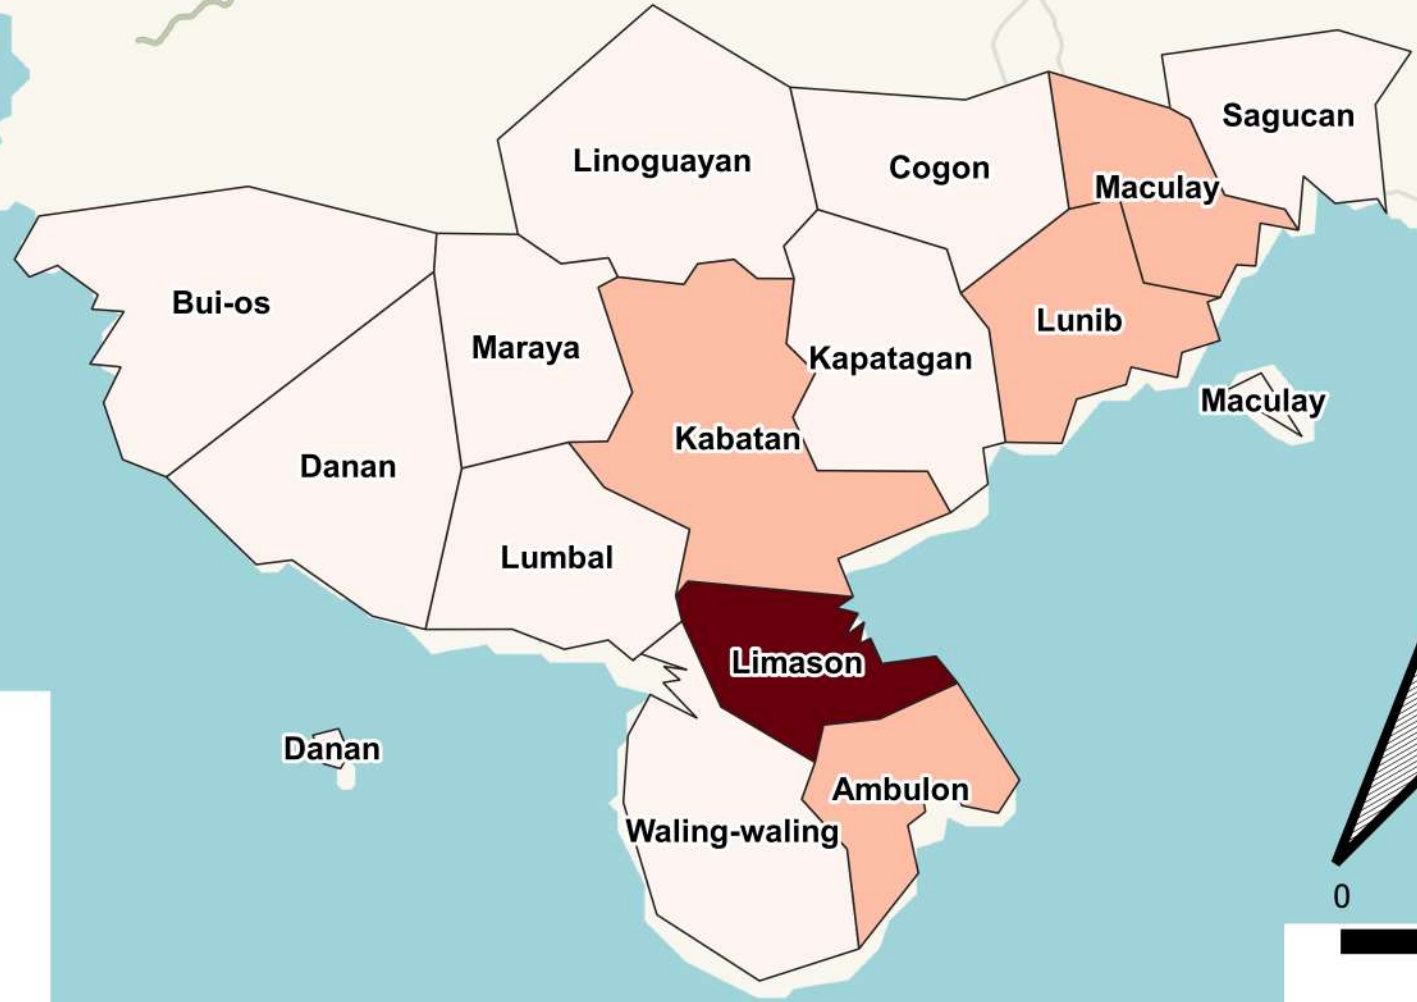 Sagucan
Linoguayan
Cogon
Maculay
Bui-os
Lunib
Maraya
Kapatagan
Maculay
Kabatan
Danan
Lumbal
Limason
Danan
Ambulon
Waling-waling
0